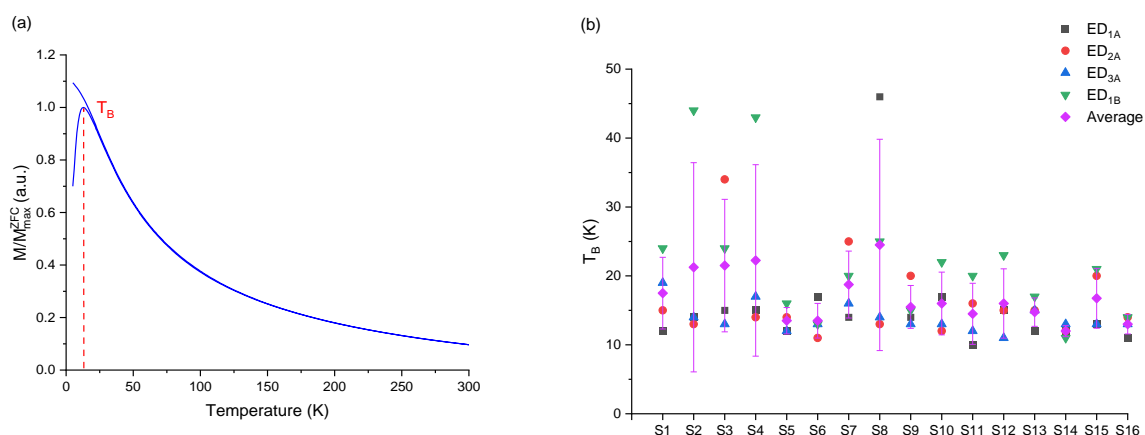 (a)
1.2
1.0
0.8
0.6
0.4
0.2
0.0
M/M_max^ZFC (a.u.)
T_B
0 50 100 150 200 250 300
Temperature (K)
(b)
ED_1A
ED_2A
ED_3A
ED_1B
Average
50
40
30
20
10
0
T_B (K)
S1 S2 S3 S4 S5 S6 S7 S8 S9 S10 S11 S12 S13 S14 S15 S16